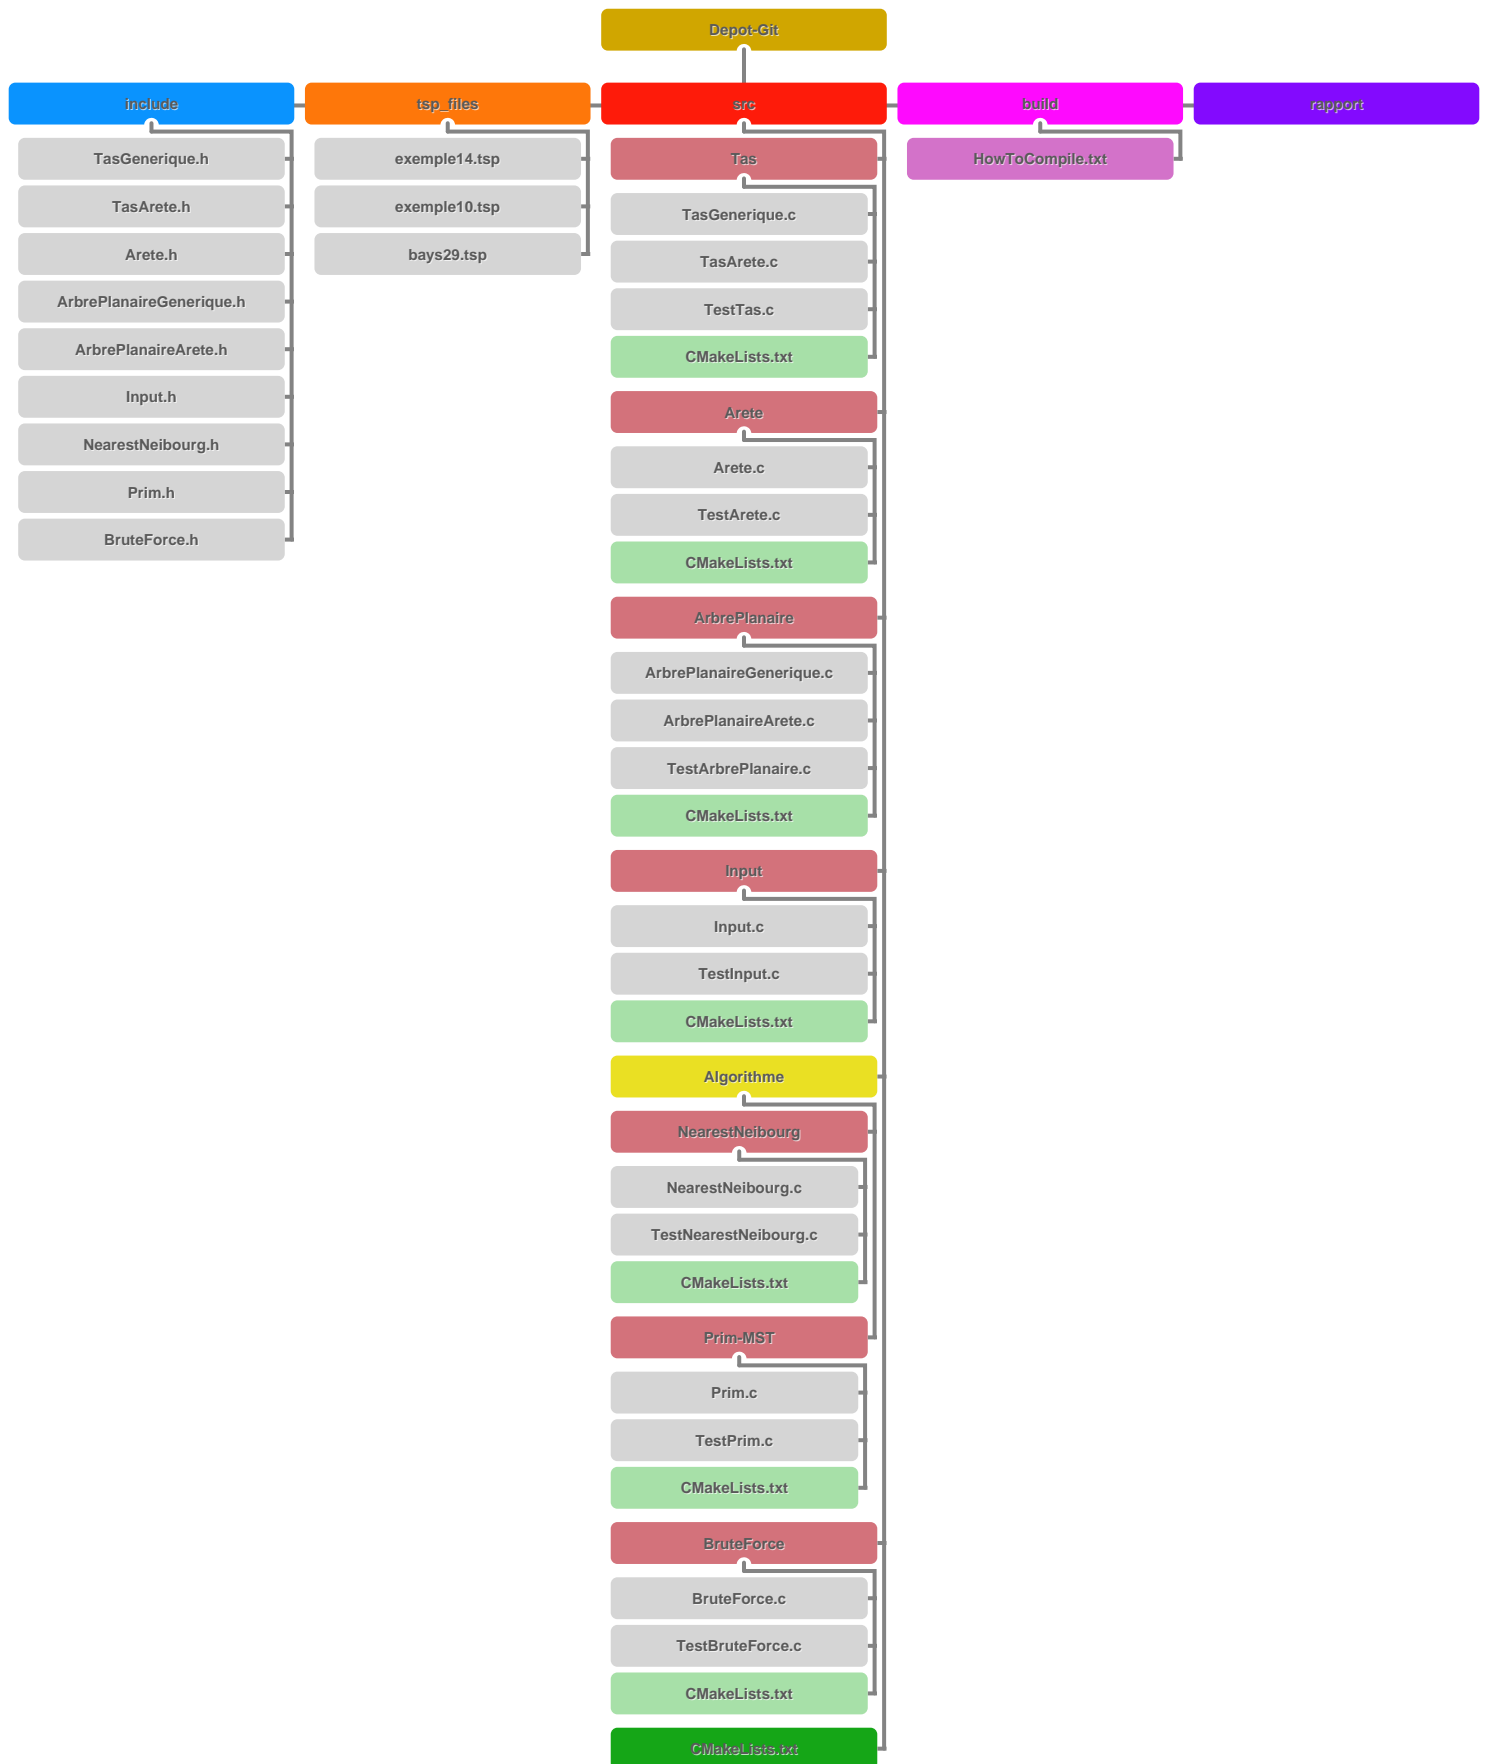 Depot-Git
include
tsp_files
src
build
rapport
TasGenerique.h
TasArete.h
Arete.h
ArbrePlanaireGenerique.h
ArbrePlanaireArete.h
Input.h
NearestNeibourg.h
Prim.h
BruteForce.h
exemple14.tsp
exemple10.tsp
bays29.tsp
Tas
TasGenerique.c
TasArete.c
TestTas.c
CMakeLists.txt
Arete
Arete.c
TestArete.c
CMakeLists.txt
ArbrePlanaire
ArbrePlanaireGenerique.c
ArbrePlanaireArete.c
TestArbrePlanaire.c
CMakeLists.txt
Input
Input.c
TestInput.c
CMakeLists.txt
Algorithme
NearestNeibourg
NearestNeibourg.c
TestNearestNeibourg.c
CMakeLists.txt
Prim-MST
Prim.c
TestPrim.c
CMakeLists.txt
BruteForce
BruteForce.c
TestBruteForce.c
CMakeLists.txt
CMakeLists.txt
HowToCompile.txt